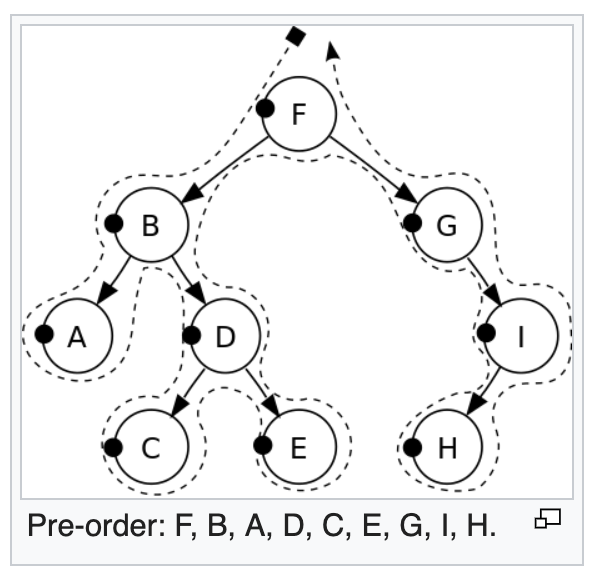 F
B
G
A
D
I
C
E
H
Pre-order: F, B, A, D, C, E, G, I, H.